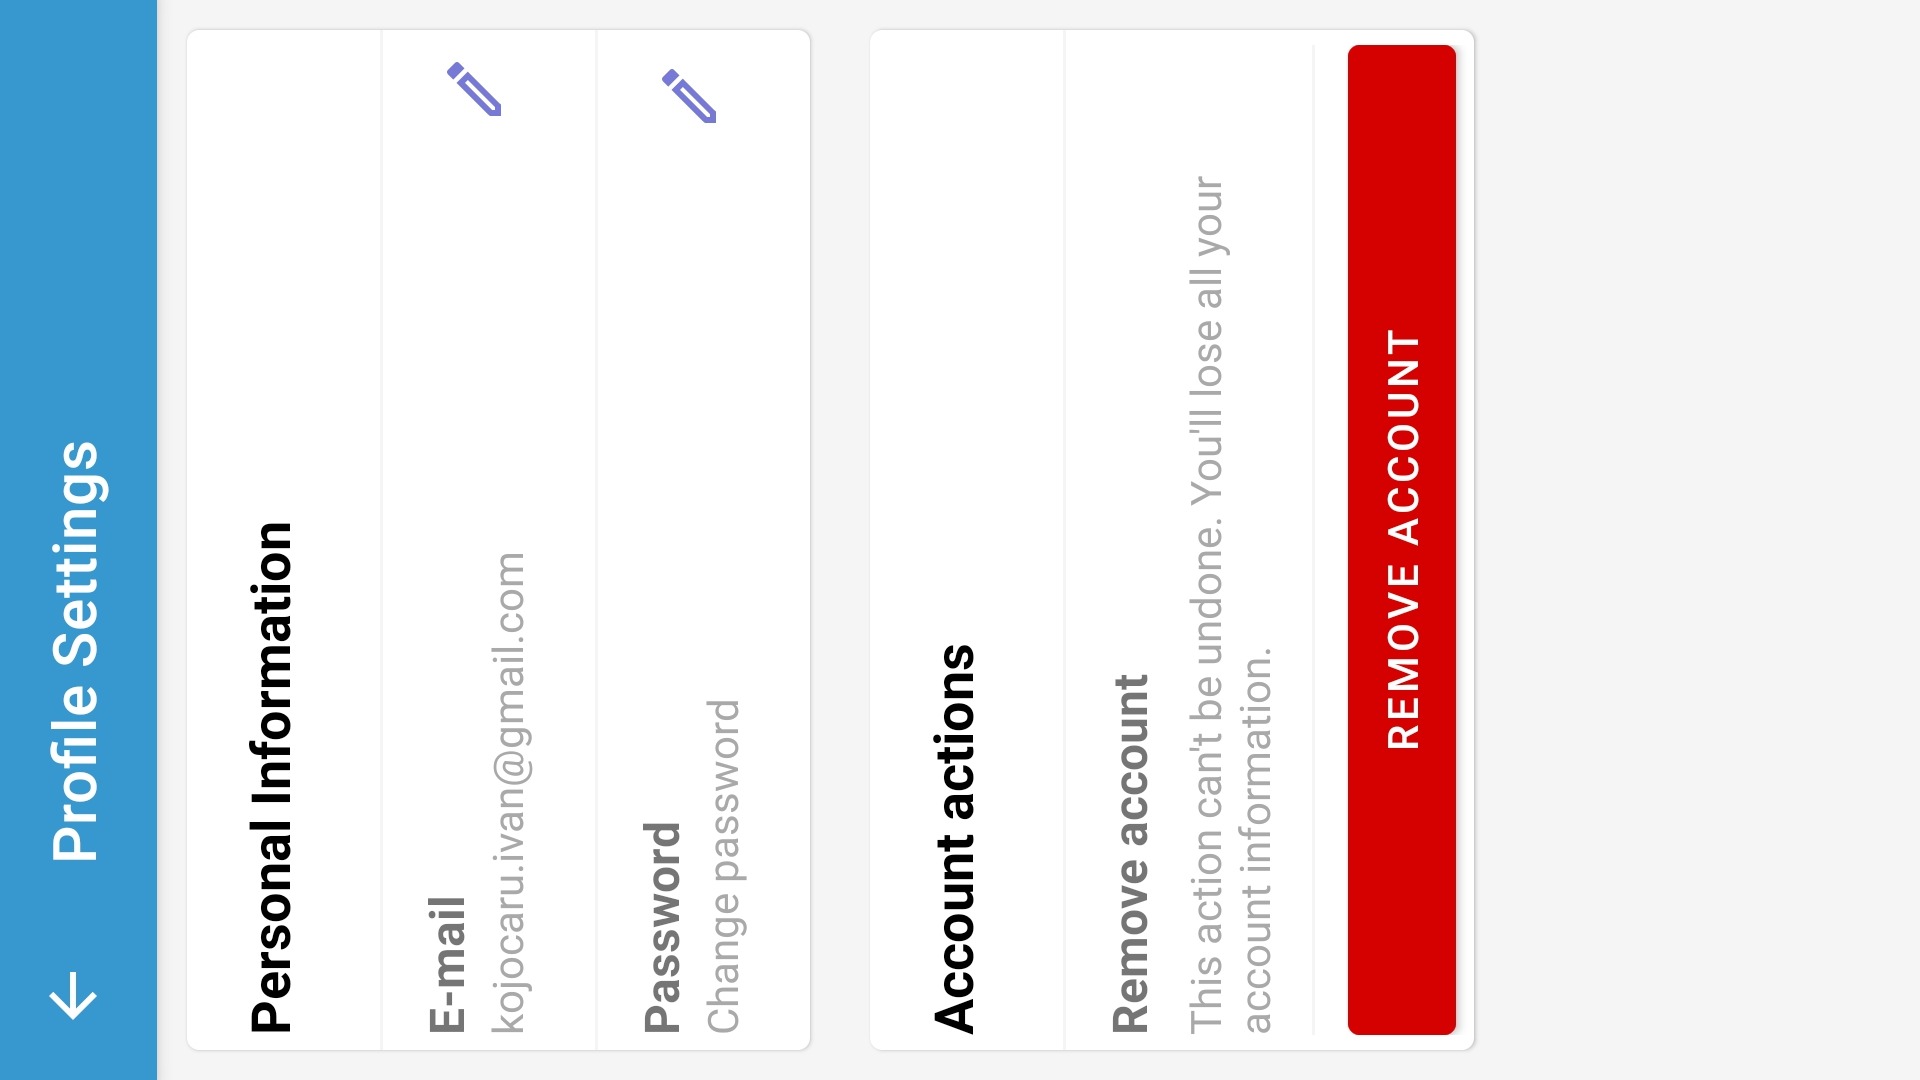 Profile Settings
Personal Information
E-mail
kojocaru.ivan@gmail.com
Password
Change password
Account actions
Remove account
This action can't be undone. You'll lose all your
account information.
REMOVE ACCOUNT